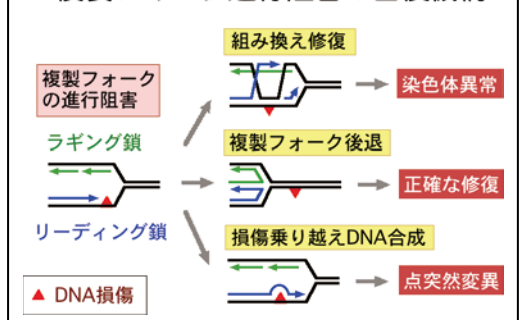 組み換え修復
複製フォーク
の進行阻害
染色体異常
ラギング鎖
複製フォーク後退
正確な修復
リーディング鎖
損傷乗り越えDNA合成
点突然変異
▲ DNA損傷